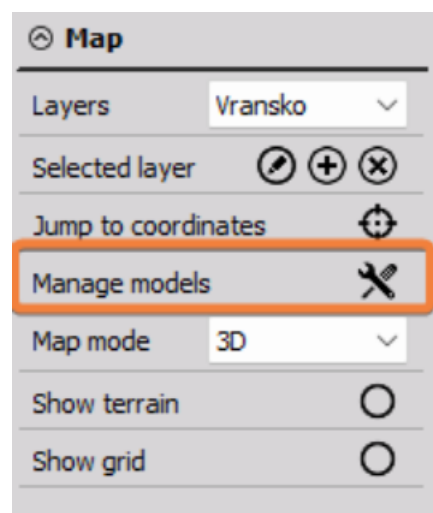 Map
Layers Vransko
Selected layer
Jump to coordinates
Manage models
Map mode 3D
Show terrain
Show grid